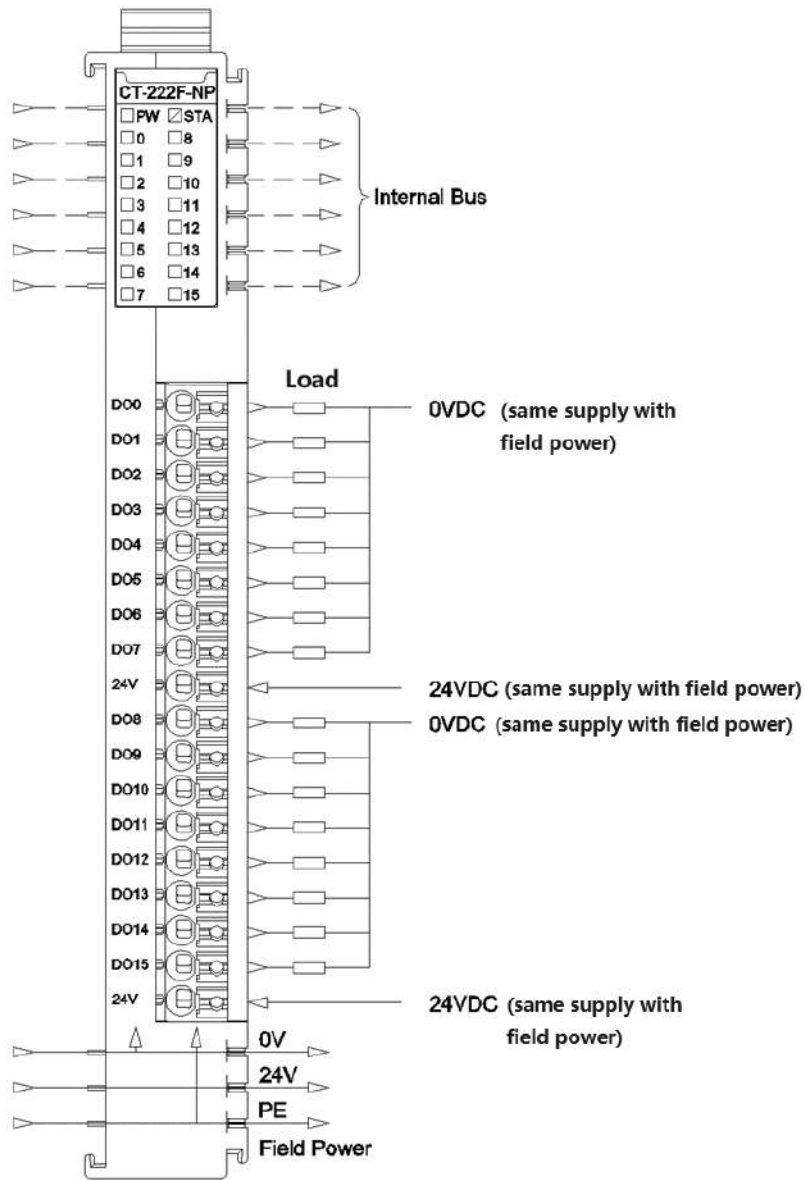 CT-222F-NP
PW STA
0 8
1 9
2 10
3 11
4 12
5 13
6 14
7 15
Internal Bus
Load
DO0
0VDC (same supply with
field power)
DO1
DO2
DO3
DO4
DO5
DO6
DO7
24V
24VDC (same supply with field power)
DO8
0VDC (same supply with field power)
DO9
DO10
DO11
DO12
DO13
DO14
DO15
24V
24VDC (same supply with
field power)
0V
24V
PE
Field Power